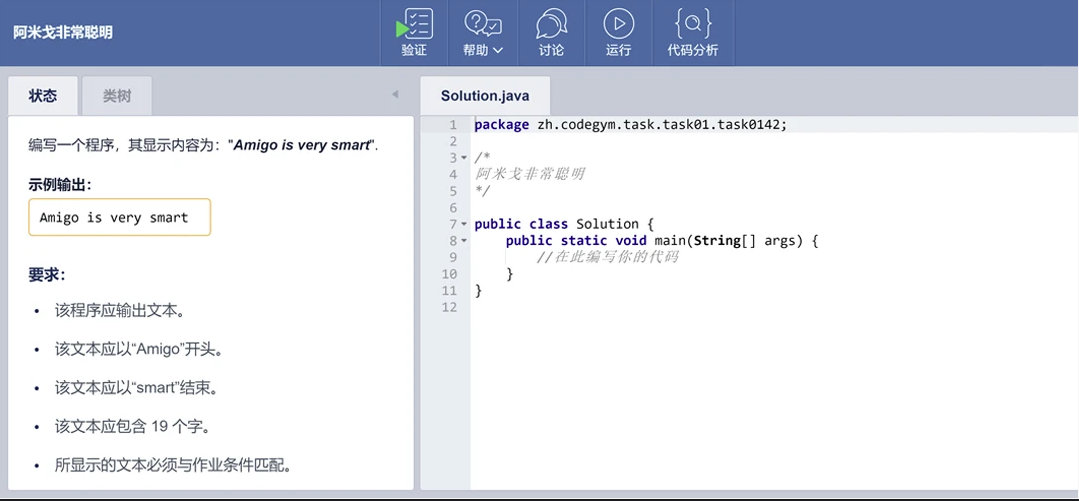 阿米戈非常聪明
验证
帮助
讨论
运行
代码分析
状态
类树
编写一个程序，其显示内容为："Amigo is very smart".
示例输出：
Amigo is very smart
要求：
• 该程序应输出文本。
• 该文本应以“Amigo”开头。
• 该文本应以“smart”结束。
• 该文本应包含 19 个字。
• 所显示的文本必须与作业条件匹配。
Solution.java
1 package zh.codegym.task.task01.task0142;
2
3 /*
4 阿米戈非常聪明
5 */
6
7 public class Solution {
8 public static void main(String[] args) {
9 //在此编写你的代码
10 }
11 }
12